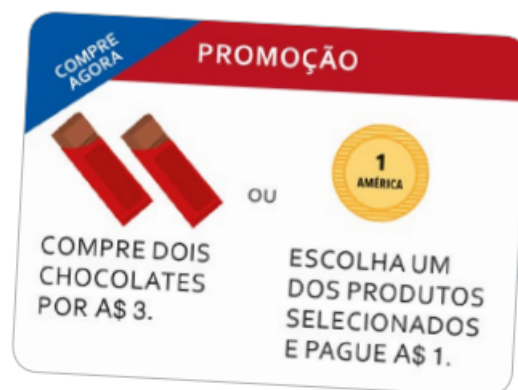 COMPRE
AGORA
PROMOÇÃO
COMPRE DOIS
CHOCOLATES
POR A$ 3.
OU
1
AMÉRICA
ESCOLHA UM
DOS PRODUTOS
SELECIONADOS
E PAGUE A$ 1.